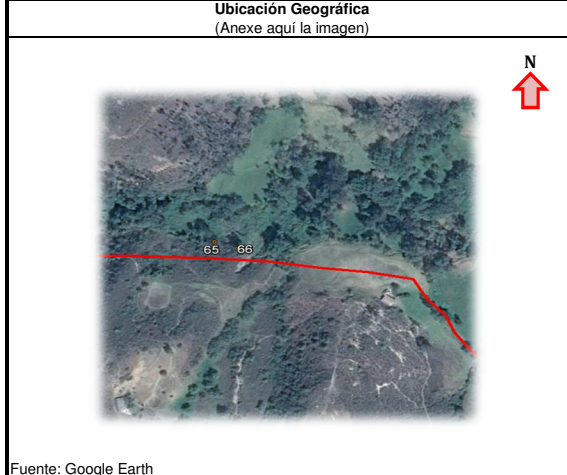 Ubicación Geográfica
(Anexe aquí la imagen)
N
65 66
Fuente: Google Earth